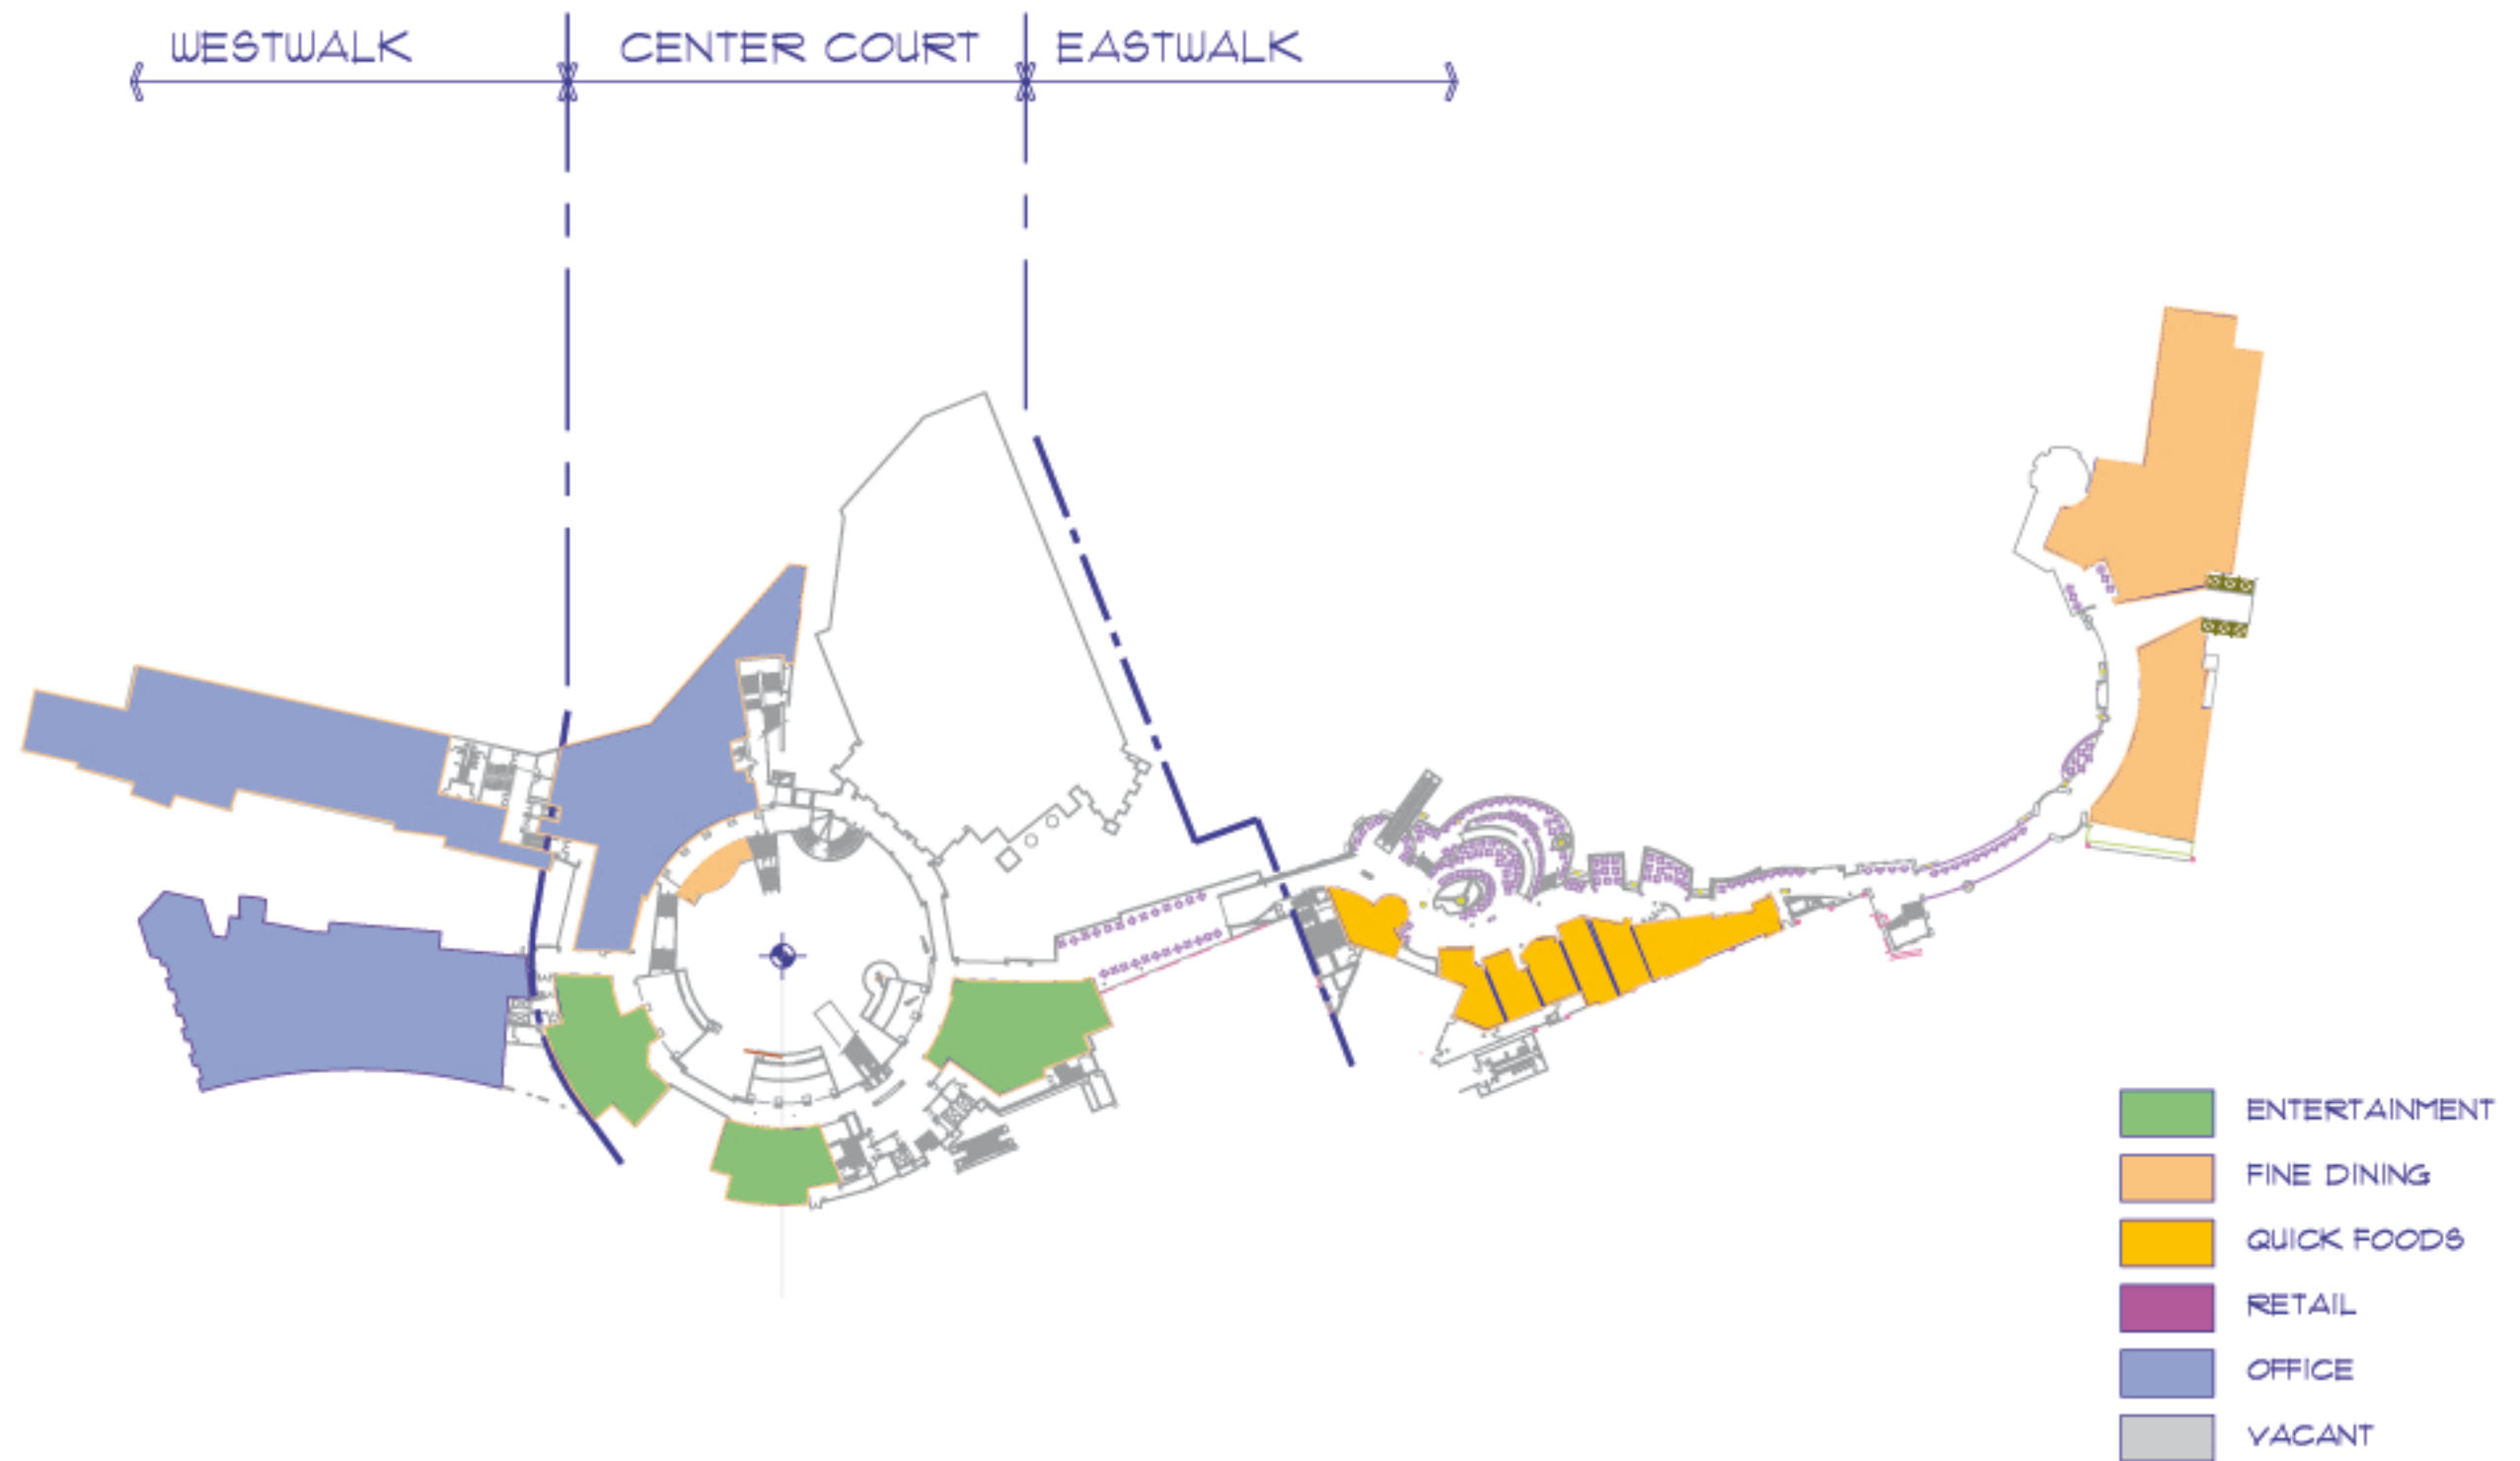 WESTWALK
CENTER COURT
EASTWALK
ENTERTAINMENT
FINE DINING
QUICK FOODS
RETAIL
OFFICE
VACANT